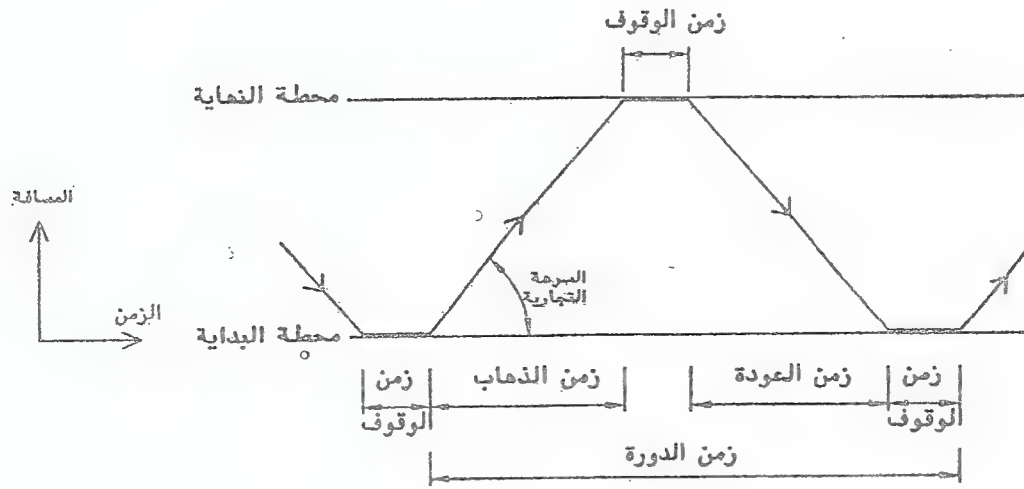 زمن الوقوف
محطة النهاية
المسافة
السرعة
التجارية
الزمن
محطة البداية
زمن
الوقوف
زمن الذهاب
زمن العودة
زمن
الوقوف
زمن الدورة